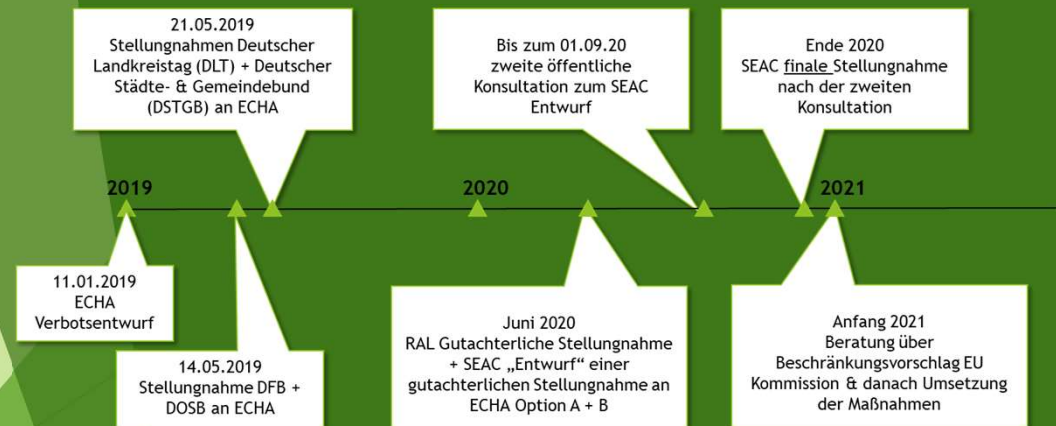 21.05.2019
Stellungnahmen Deutscher
Landkreistag (DLT) + Deutscher
Städte- & Gemeindebund
(DSTGB) an ECHA
Bis zum 01.09.20
zweite öffentliche
Konsultation zum SEAC
Entwurf
Ende 2020
SEAC finale Stellungnahme
nach der zweiten
Konsultation
2019
2020
2021
11.01.2019
ECHA
Verbotsentwurf
14.05.2019
Stellungnahme DFB +
DOSB an ECHA
Juni 2020
RAL Gutachterliche Stellungnahme
+ SEAC „Entwurf“ einer
gutachterlichen Stellungnahme an
ECHA Option A + B
Anfang 2021
Beratung über
Beschränkungsvorschlag EU
Kommission & danach Umsetzung
der Maßnahmen